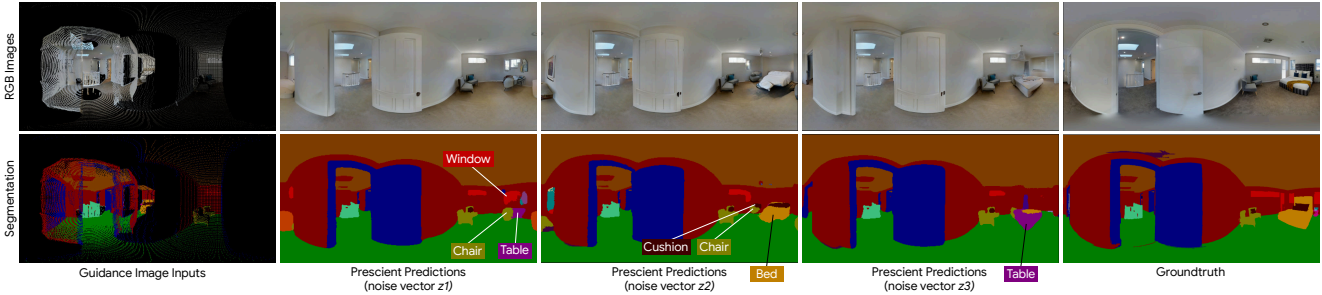 RGB Images
Segmentation
Window
Chair
Table
Cushion
Chair
Bed
Table
Guidance Image Inputs
Prescient Predictions
(noise vector z1)
Prescient Predictions
(noise vector z2)
Prescient Predictions
(noise vector z3)
Groundtruth